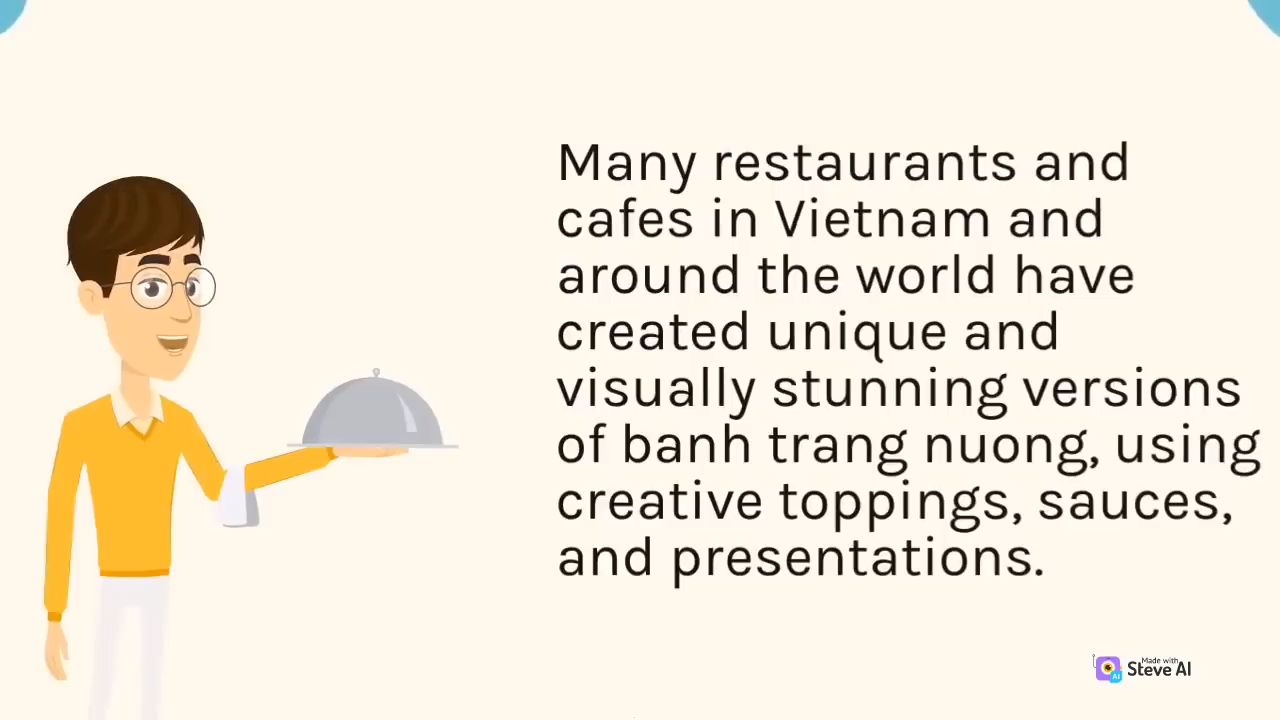 Many restaurants and
cafes in Vietnam and
around the world have
created unique and
visually stunning versions
of banh trang nuong, using
creative toppings, sauces,
and presentations.
Made with
Steve AI
AI